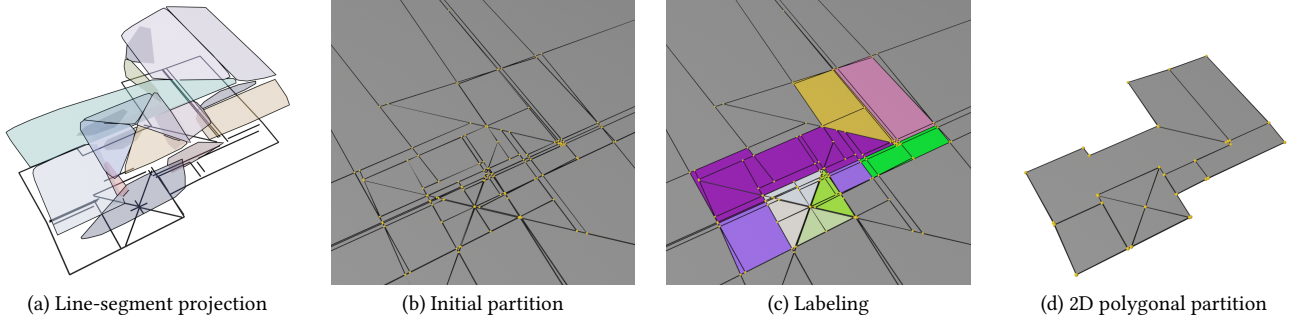 (a) Line-segment projection
(b) Initial partition
(c) Labeling
(d) 2D polygonal partition